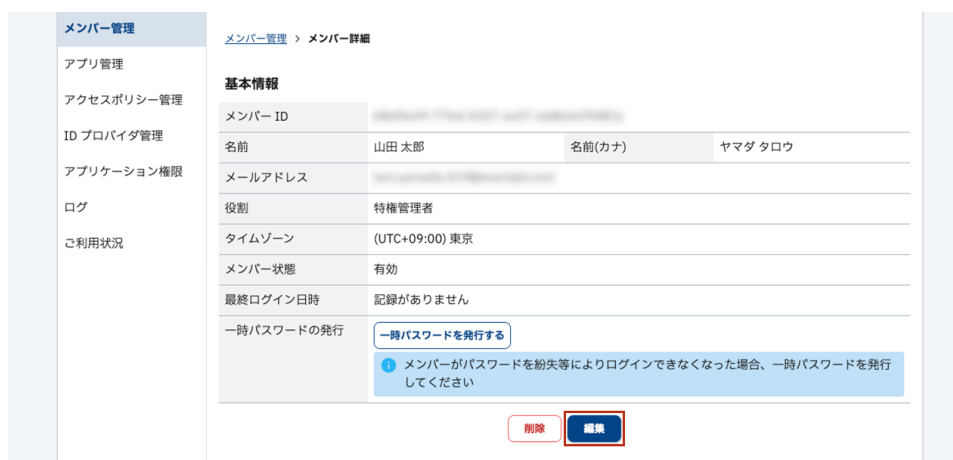 メンバー管理
アプリ管理
アクセスポリシー管理
ID プロバイダ管理
アプリケーション権限
ログ
ご利用状況
メンバー管理 > メンバー詳細
基本情報
メンバー ID
名前 山田 太郎 名前(カナ) ヤマダ タロウ
メールアドレス
役割 特権管理者
タイムゾーン (UTC+09:00) 東京
メンバー状態 有効
最終ログイン日時 記録がありません
一時パスワードの発行 一時パスワードを発行する
メンバーがパスワードを紛失等によりログインできなくなった場合、一時パスワードを発行
してください
削除 編集